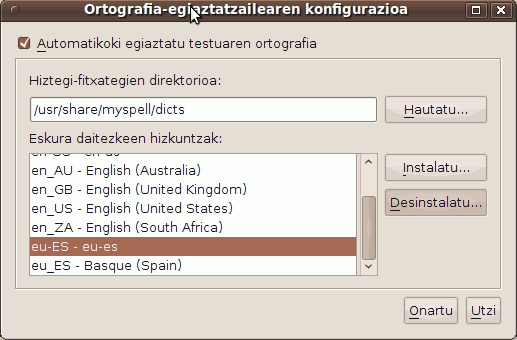 Ortografia-egiaztatzailearen konfigurazioa
Automatikoki egiaztatu testuaren ortografia
Hiztegi-fitxategien direktorioa:
/usr/share/myspell/dicts
Hautatu...
Eskura daitezkeen hizkuntzak:
en_AU - English (Australia)
en_GB - English (United Kingdom)
en_US - English (United States)
en_ZA - English (South Africa)
eu-ES - eu-es
eu_ES - Basque (Spain)
Instalatu...
Desinstalatu...
Onartu
Utzi